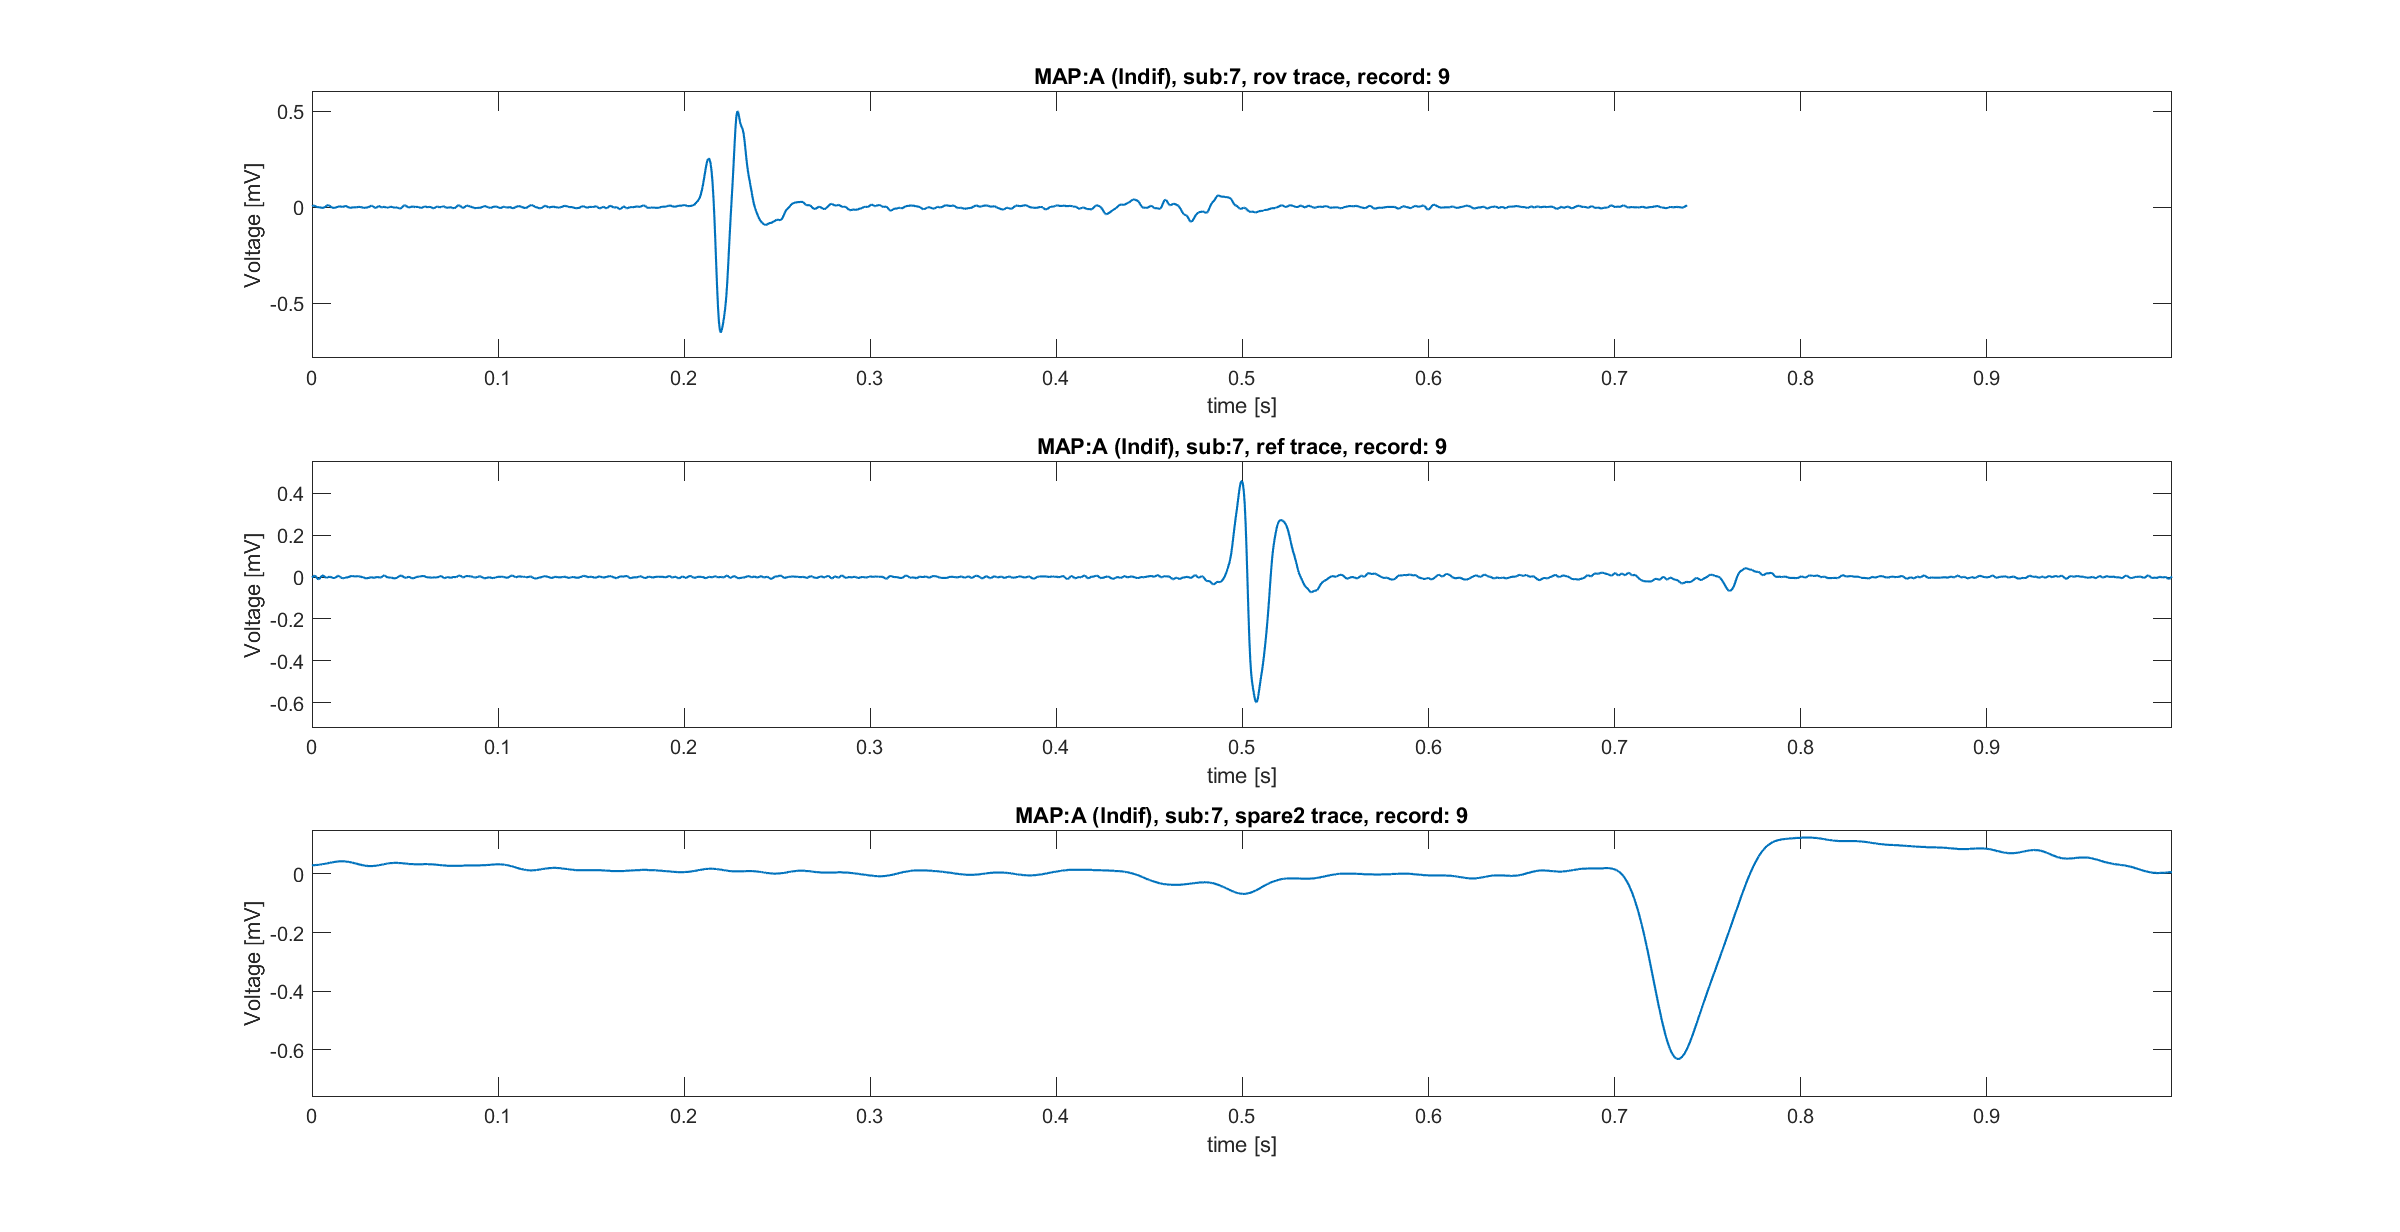 MAP:A (Indif), sub:7, rov trace, record: 9
Voltage [mV]
0.5
0
-0.5
0 0.1 0.2 0.3 0.4 0.5 0.6 0.7 0.8 0.9
time [s]
MAP:A (Indif), sub:7, ref trace, record: 9
Voltage [mV]
0.4
0.2
0
-0.2
-0.4
-0.6
0 0.1 0.2 0.3 0.4 0.5 0.6 0.7 0.8 0.9
time [s]
MAP:A (Indif), sub:7, spare2 trace, record: 9
Voltage [mV]
0
-0.2
-0.4
-0.6
0 0.1 0.2 0.3 0.4 0.5 0.6 0.7 0.8 0.9
time [s]